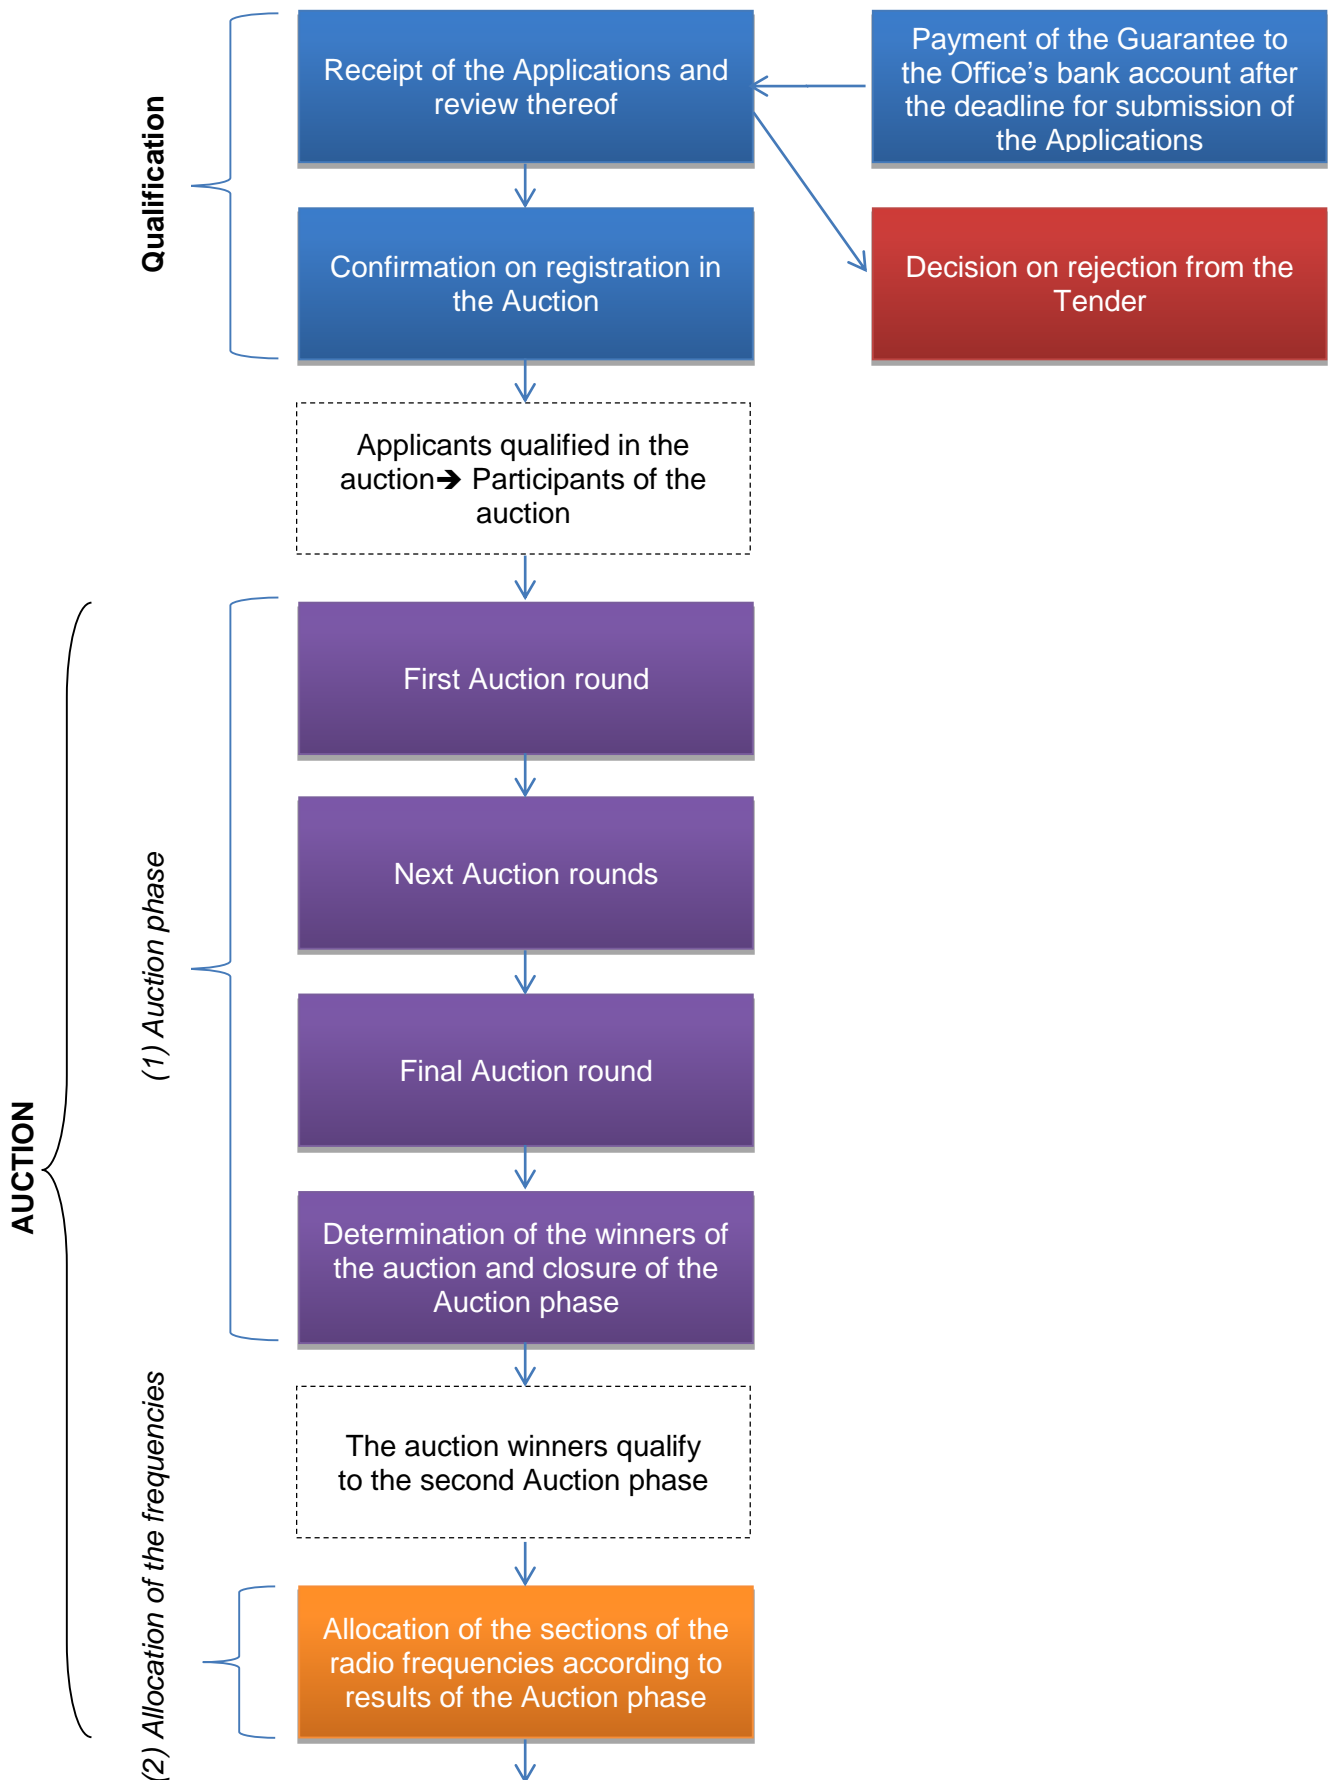 Qualification
Receipt of the Applications and
review thereof
Payment of the Guarantee to
the Office's bank account after
the deadline for submission of
the Applications
Confirmation on registration in
the Auction
Decision on rejection from the
Tender
Applicants qualified in the
auction➔ Participants of the
auction
AUCTION
(1) Auction phase
First Auction round
Next Auction rounds
Final Auction round
Determination of the winners of
the auction and closure of the
Auction phase
(2) Allocation of the frequencies
The auction winners qualify
to the second Auction phase
Allocation of the sections of the
radio frequencies according to
results of the Auction phase